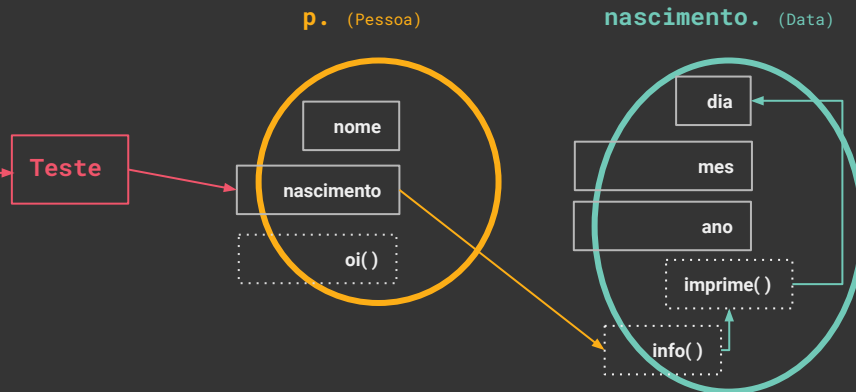 p. (Pessoa)
nascimento. (Data)
nome
dia
Teste
nascimento
mes
ano
oi( )
imprime( )
info( )